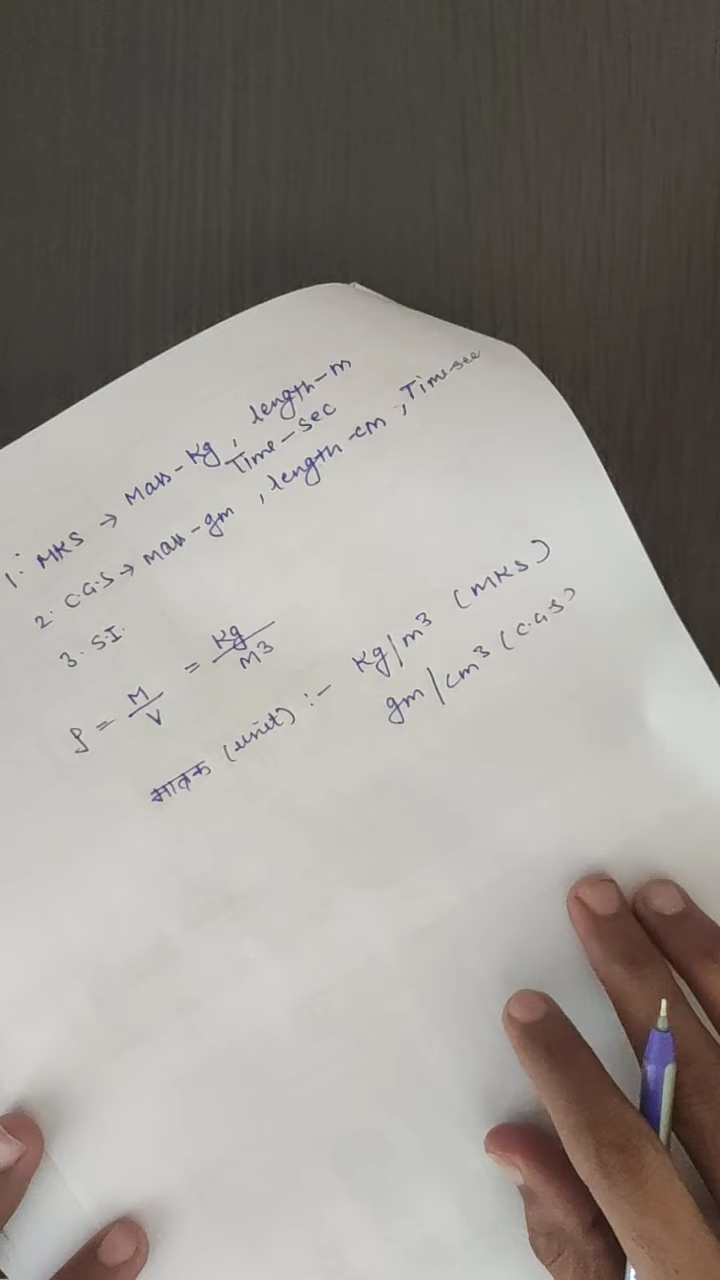 1. MKS → Mass-Kg, length-m
Time-Sec
2. C.G.S → mass-gm, length-cm, Time-sec
3. S.I.
ρ = M/V = Kg/M3
मात्रक (unit) :- Kg/m3 (MKS)
gm/cm3 (C.G.S)